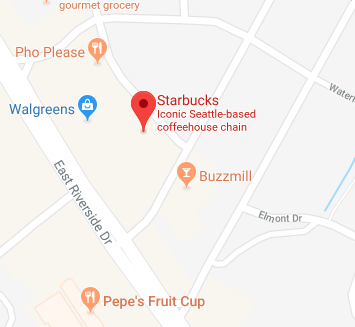 gourmet grocery
Pho Please
Walgreens
Starbucks
Iconic Seattle-based
coffeehouse chain
Buzzmill
East Riverside Dr
Elmont Dr
Pepe's Fruit Cup